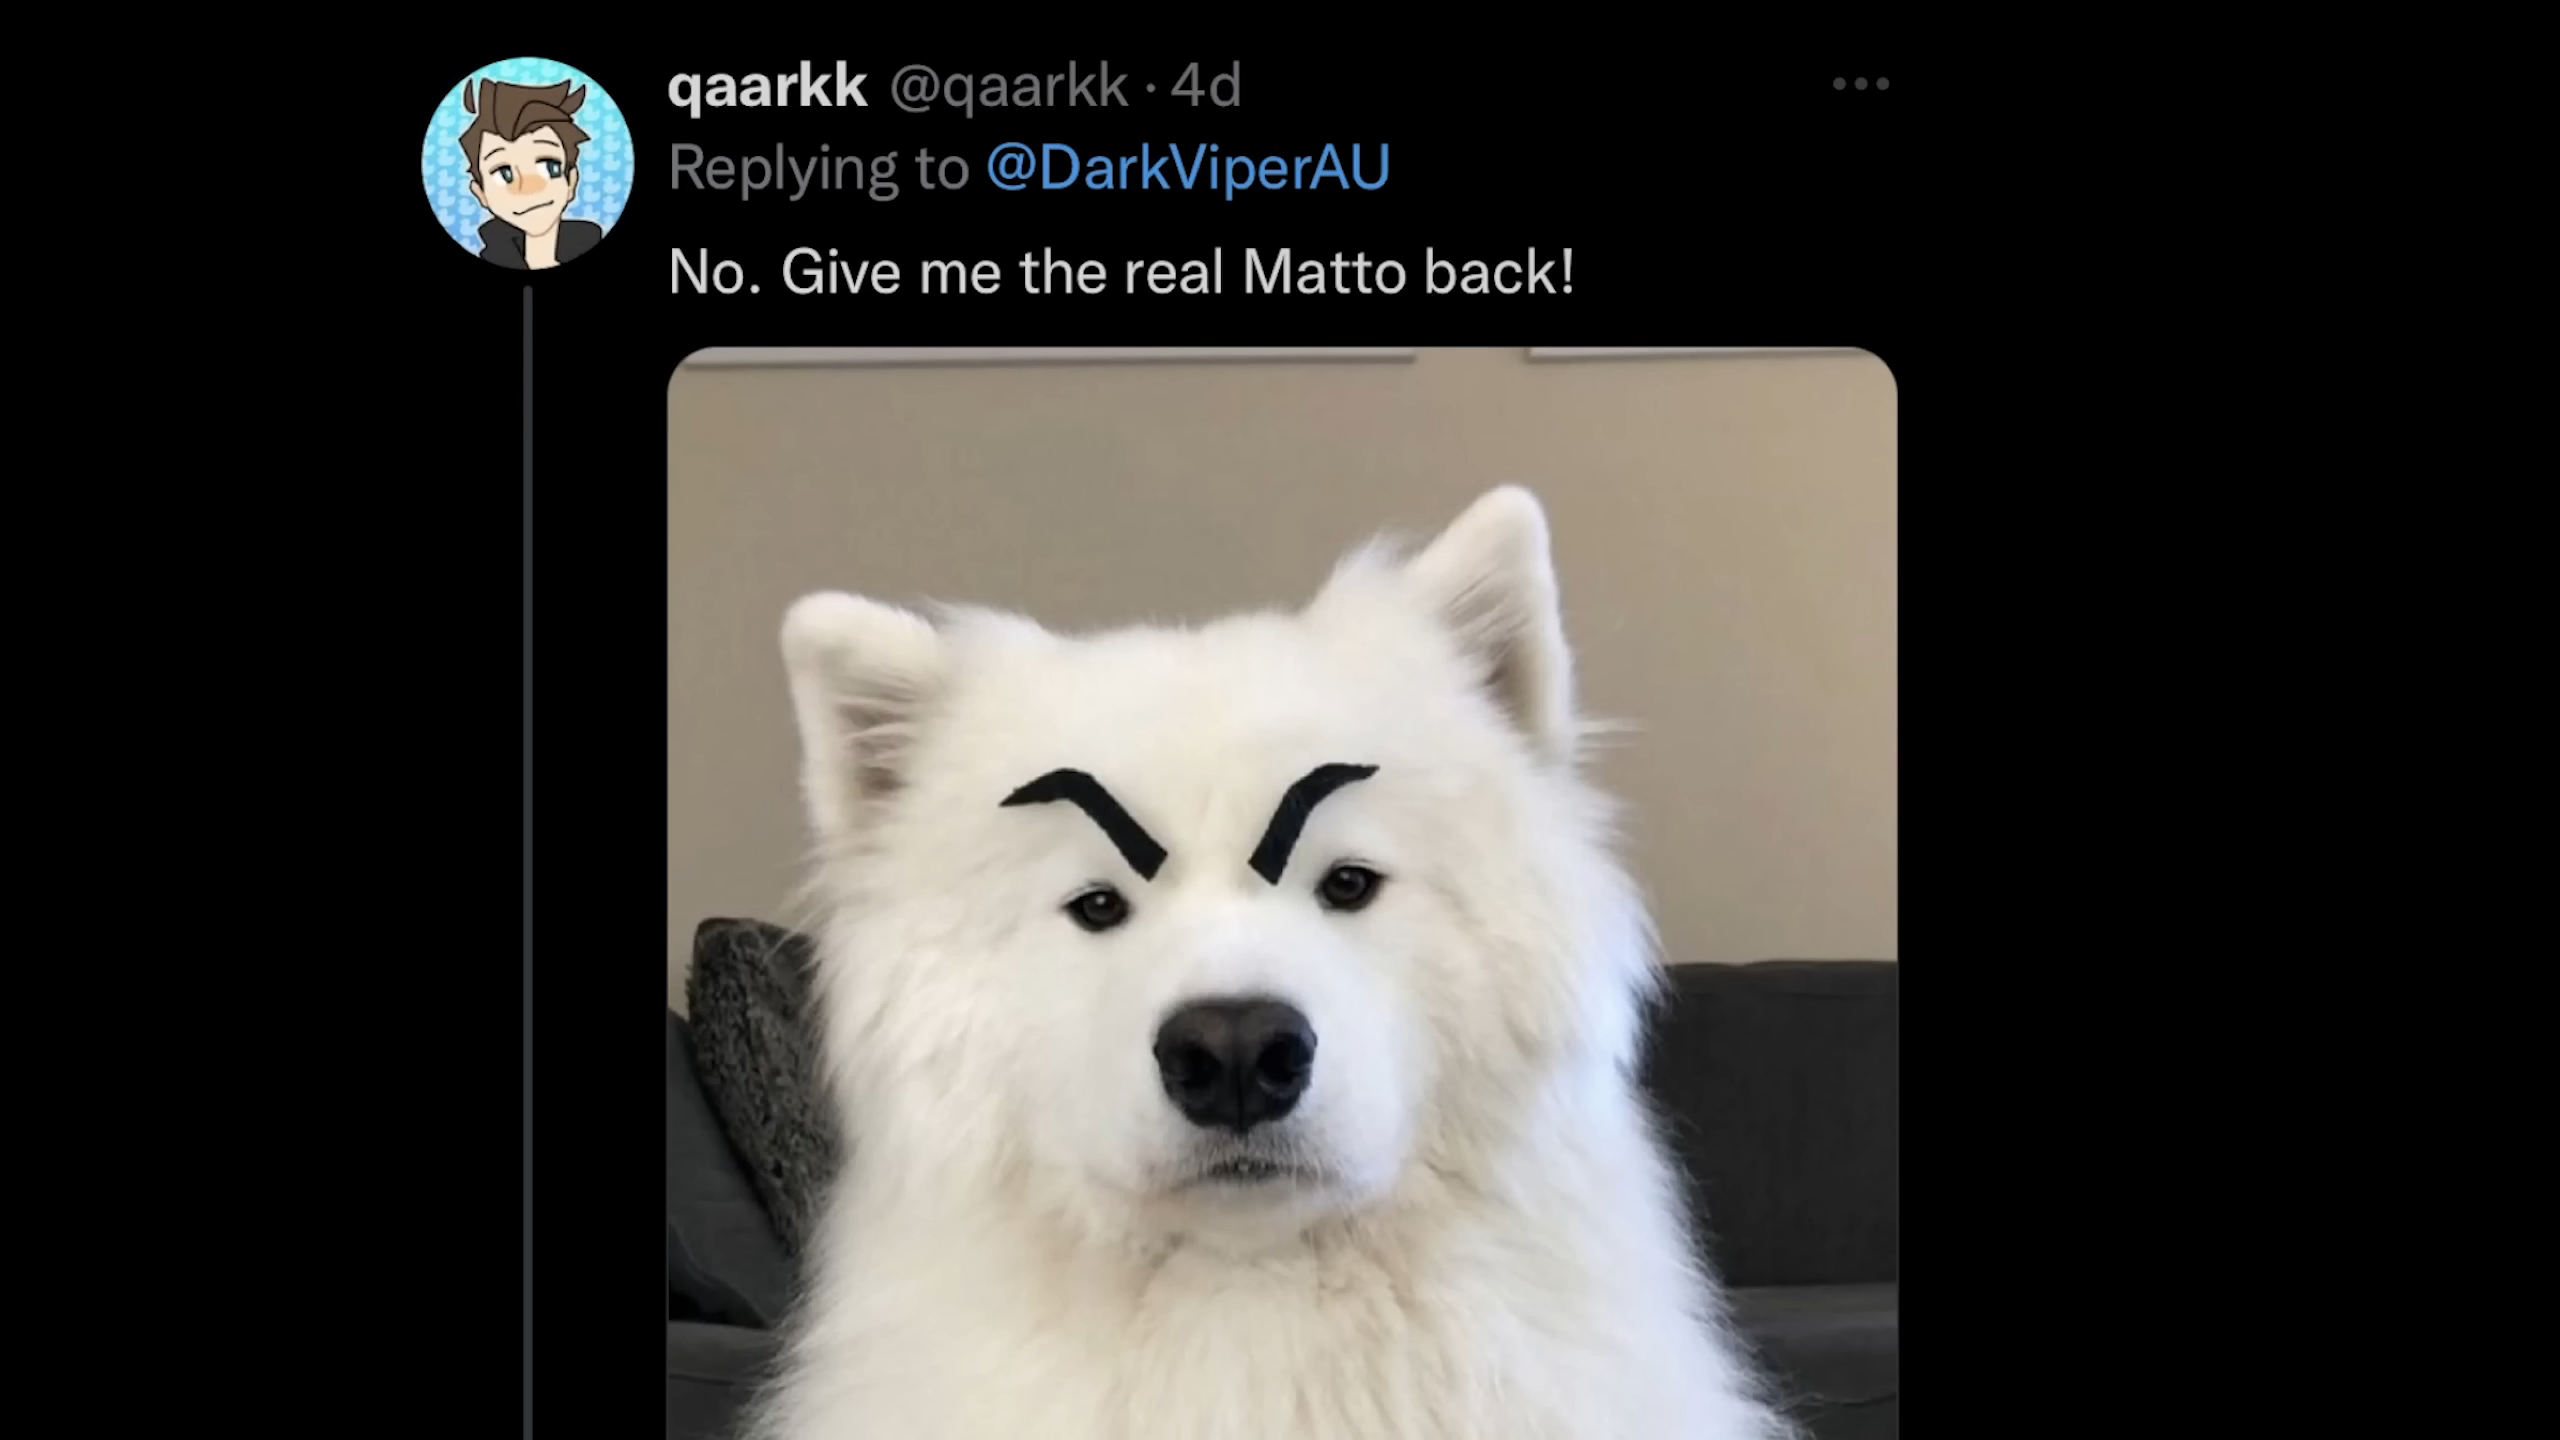 qaarkk @qaarkk · 4d
Replying to @DarkViperAU
No. Give me the real Matto back!